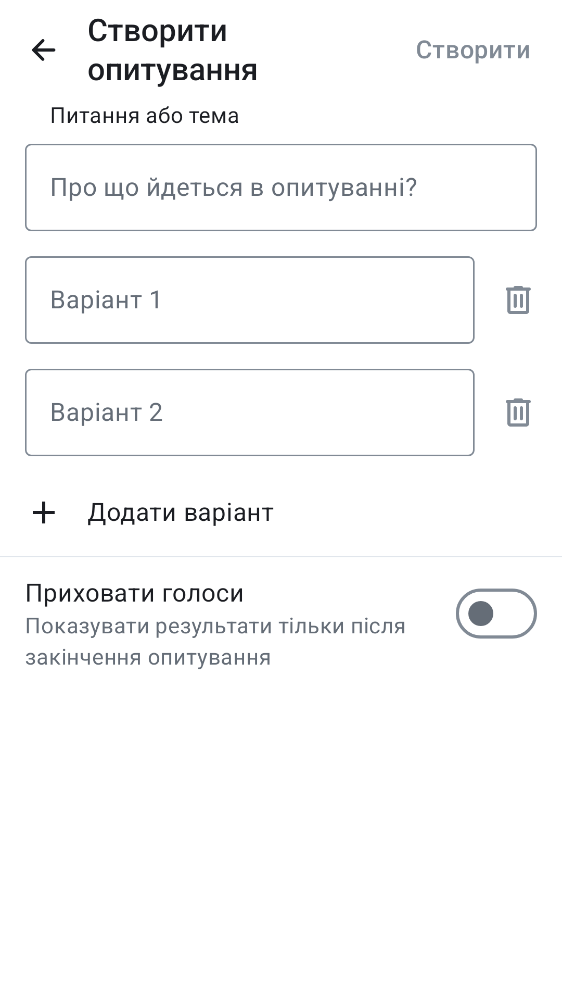 Створити
опитування
Створити
Питання або тема
Про що йдеться в опитуванні?
Варіант 1
Варіант 2
Додати варіант
Приховати голоси
Показувати результати тільки після
закінчення опитування